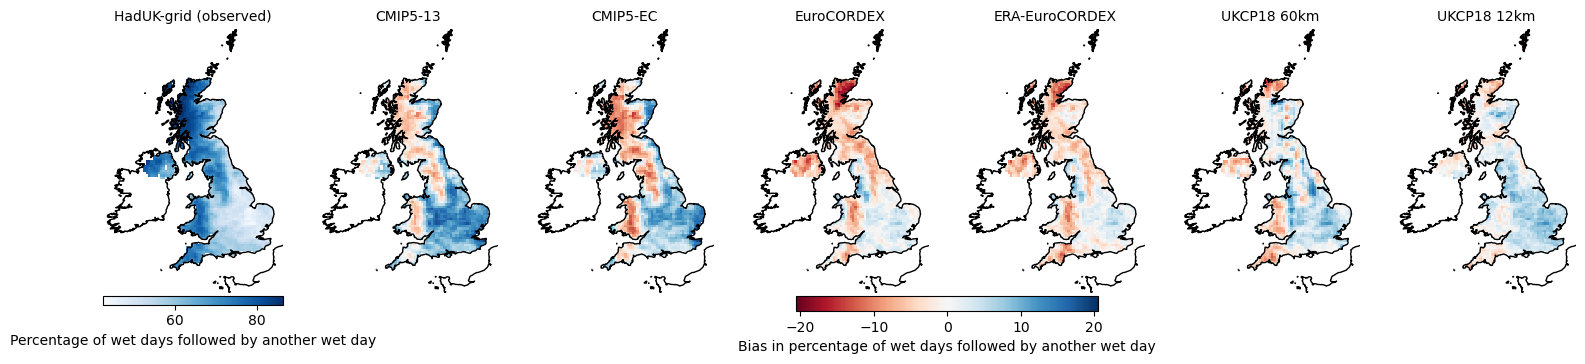 HadUK-grid (observed)
CMIP5-13
CMIP5-EC
EuroCORDEX
ERA-EuroCORDEX
UKCP18 60km
UKCP18 12km
60 80
Percentage of wet days followed by another wet day
−20 −10 0 10 20
Bias in percentage of wet days followed by another wet day